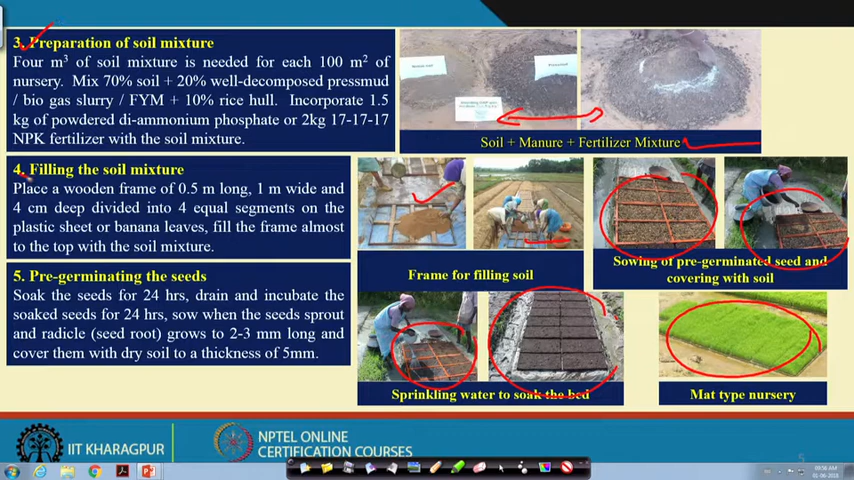 3. Preparation of soil mixture
Four m³ of soil mixture is needed for each 100 m² of
nursery. Mix 70% soil + 20% well-decomposed pressmud
/ bio gas slurry / FYM + 10% rice hull. Incorporate 1.5
kg of powdered di-ammonium phosphate or 2kg 17-17-17
NPK fertilizer with the soil mixture.
Soil + Manure + Fertilizer Mixture
4. Filling the soil mixture
Place a wooden frame of 0.5 m long, 1 m wide and
4 cm deep divided into 4 equal segments on the
plastic sheet or banana leaves, fill the frame almost
to the top with the soil mixture.
Frame for filling soil
Sowing of pre-germinated seed and
covering with soil
5. Pre-germinating the seeds
Soak the seeds for 24 hrs, drain and incubate the
soaked seeds for 24 hrs, sow when the seeds sprout
and radicle (seed root) grows to 2-3 mm long and
cover them with dry soil to a thickness of 5mm.
Sprinkling water to soak the bed
Mat type nursery
IIT KHARAGPUR
NPTEL ONLINE
CERTIFICATION COURSES
5
09:56 AM
01-06-2018